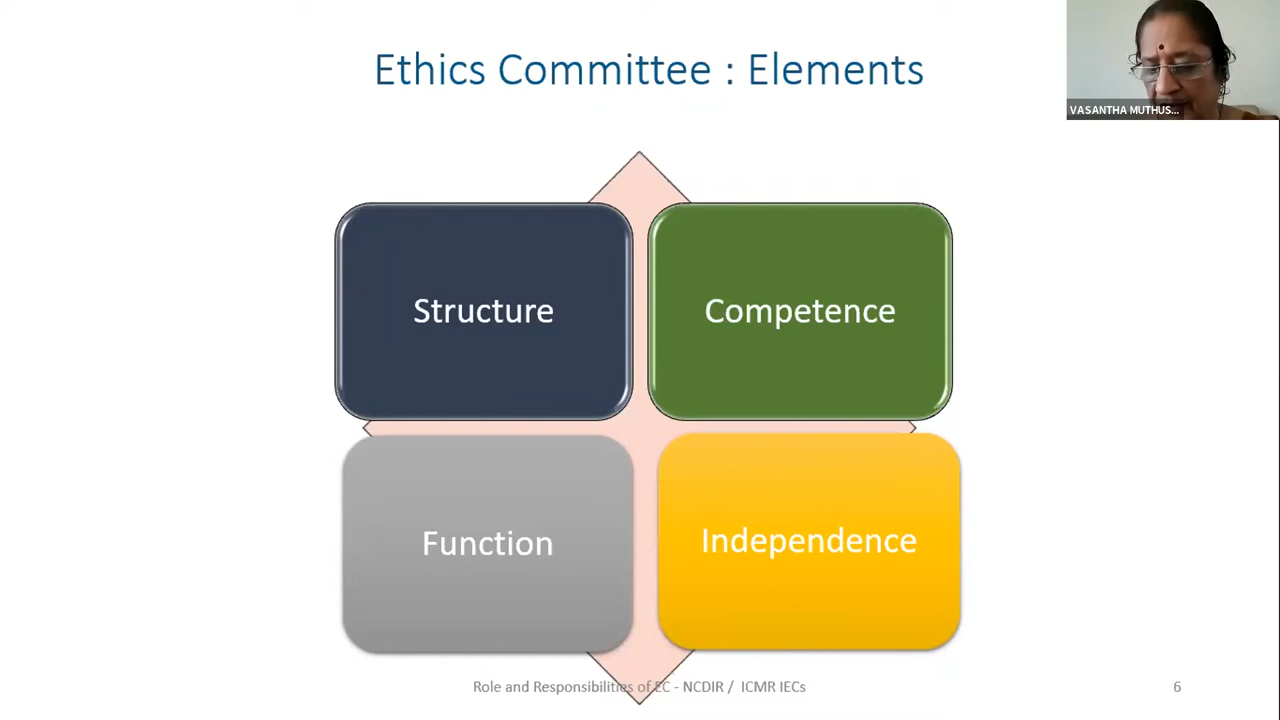 Ethics Committee : Elements
VASANTHA MUTHUS...
Structure
Competence
Function
Independence
Role and Responsibilities of EC - NCDIR / ICMR IECs
6